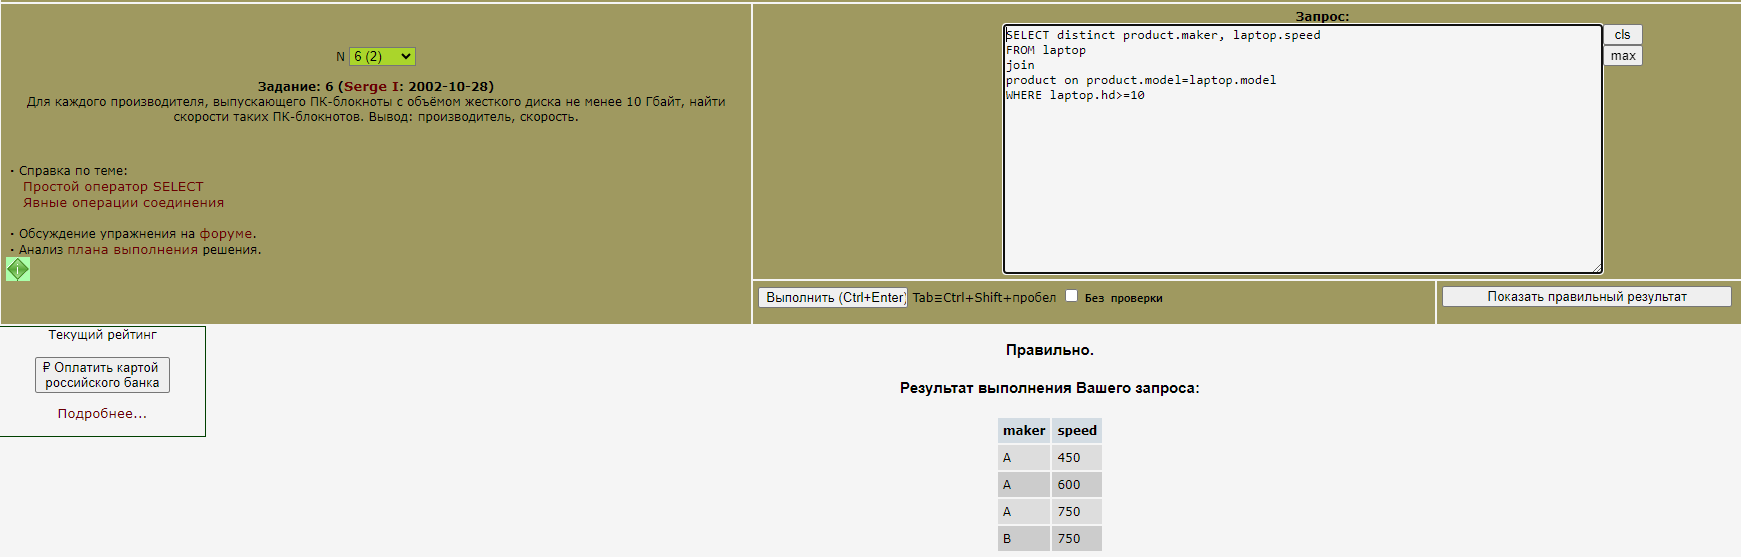 N 6 (2)
Задание: 6 (Serge I: 2002-10-28)
Для каждого производителя, выпускающего ПК-блокноты c объёмом жесткого диска не менее 10 Гбайт, найти
скорости таких ПК-блокнотов. Вывод: производитель, скорость.
· Справка по теме:
Простой оператор SELECT
Явные операции соединения
· Обсуждение упражнения на форуме.
· Анализ плана выполнения решения.
Запрос:
SELECT distinct product.maker, laptop.speed
FROM laptop
join
product on product.model=laptop.model
WHERE laptop.hd>=10
cls
max
Выполнить (Ctrl+Enter) Tab≡Ctrl+Shift+пробел Без проверки
Показать правильный результат
Текущий рейтинг
₽ Оплатить картой
российского банка
Подробнее...
Правильно.
Результат выполнения Вашего запроса:
maker speed
A 450
A 600
A 750
B 750